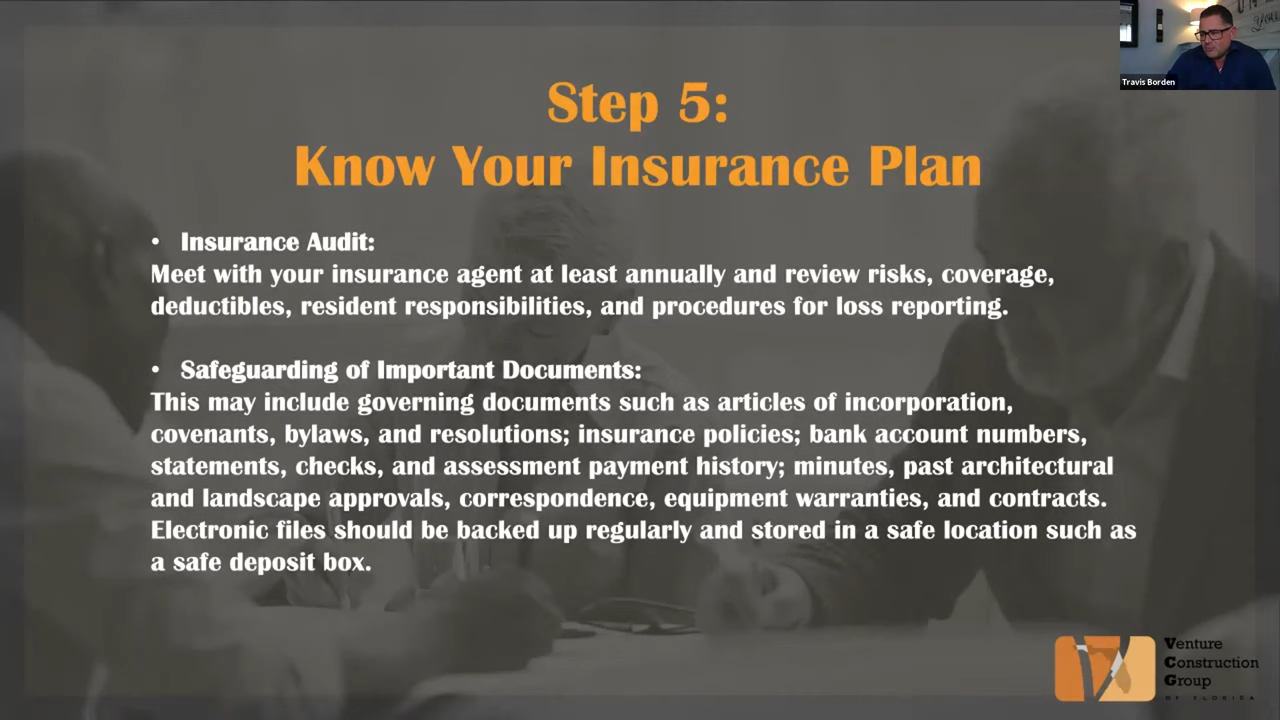 Travis Borden
Step 5:
Know Your Insurance Plan
• Insurance Audit:
Meet with your insurance agent at least annually and review risks, coverage,
deductibles, resident responsibilities, and procedures for loss reporting.
• Safeguarding of Important Documents:
This may include governing documents such as articles of incorporation,
covenants, bylaws, and resolutions; insurance policies; bank account numbers,
statements, checks, and assessment payment history; minutes, past architectural
and landscape approvals, correspondence, equipment warranties, and contracts.
Electronic files should be backed up regularly and stored in a safe location such as
a safe deposit box.
Venture
Construction
Group
OF FLORIDA